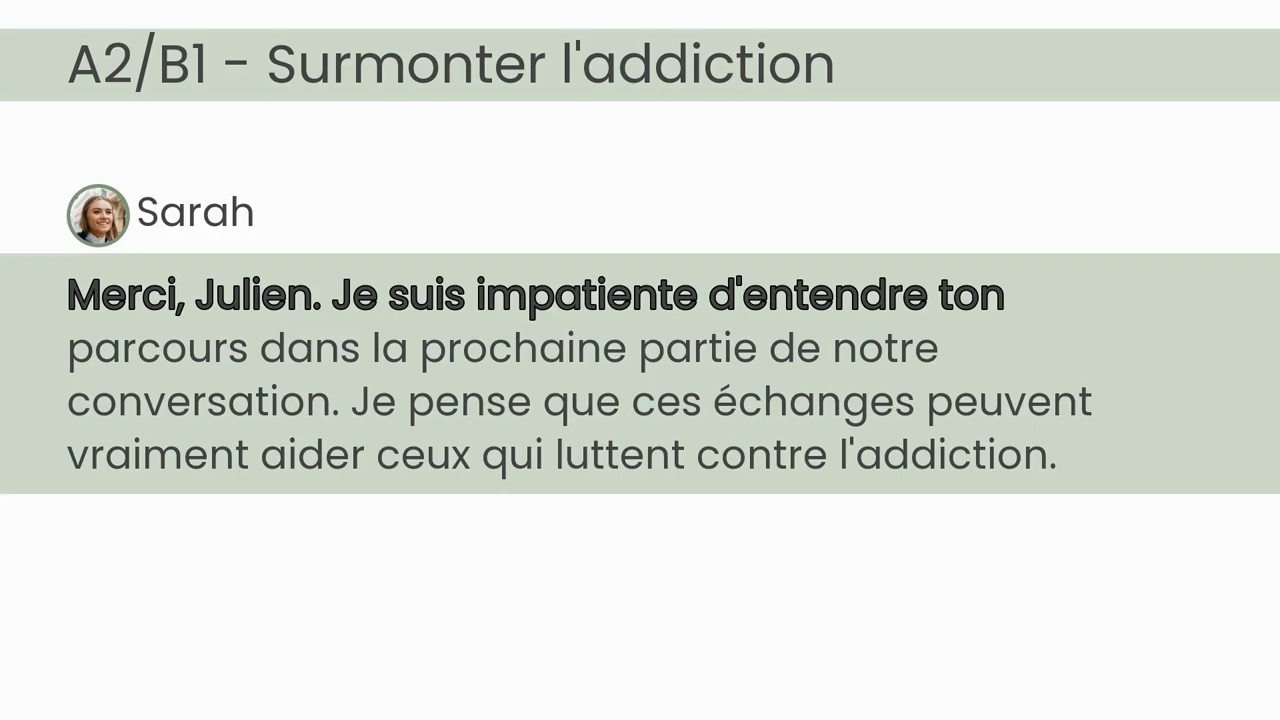 A2/B1 - Surmonter l'addiction
Sarah
Merci, Julien. Je suis impatiente d'entendre ton
parcours dans la prochaine partie de notre
conversation. Je pense que ces échanges peuvent
vraiment aider ceux qui luttent contre l'addiction.